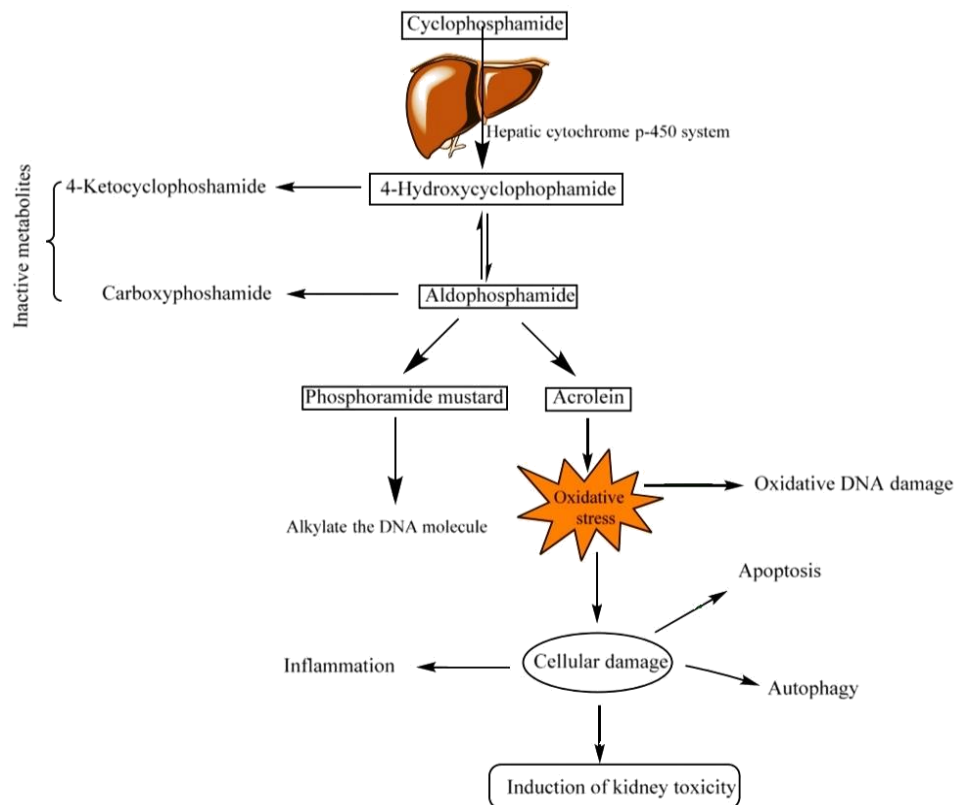 Cyclophosphamide
Hepatic cytochrome p-450 system
Inactive metabolites
4-Ketocyclophoshamide
4-Hydroxycyclophophamide
Carboxyphoshamide
Aldophosphamide
Phosphoramide mustard
Acrolein
Alkylate the DNA molecule
Oxidative
stress
Oxidative DNA damage
Apoptosis
Inflammation
Cellular damage
Autophagy
Induction of kidney toxicity